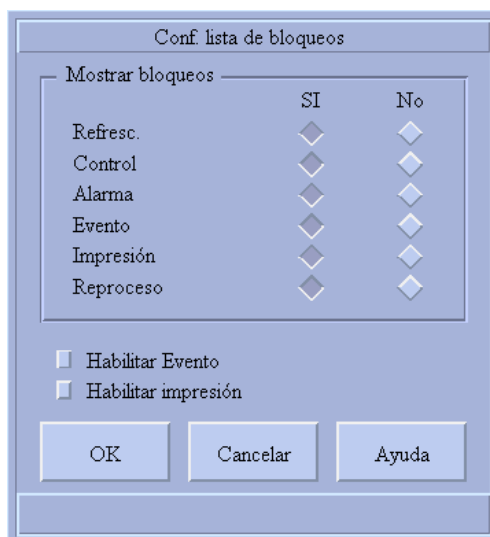 Conf. lista de bloqueos
Mostrar bloqueos
SI No
Refresc.
Control
Alarma
Evento
Impresión
Reproceso
Habilitar Evento
Habilitar impresión
OK Cancelar Ayuda